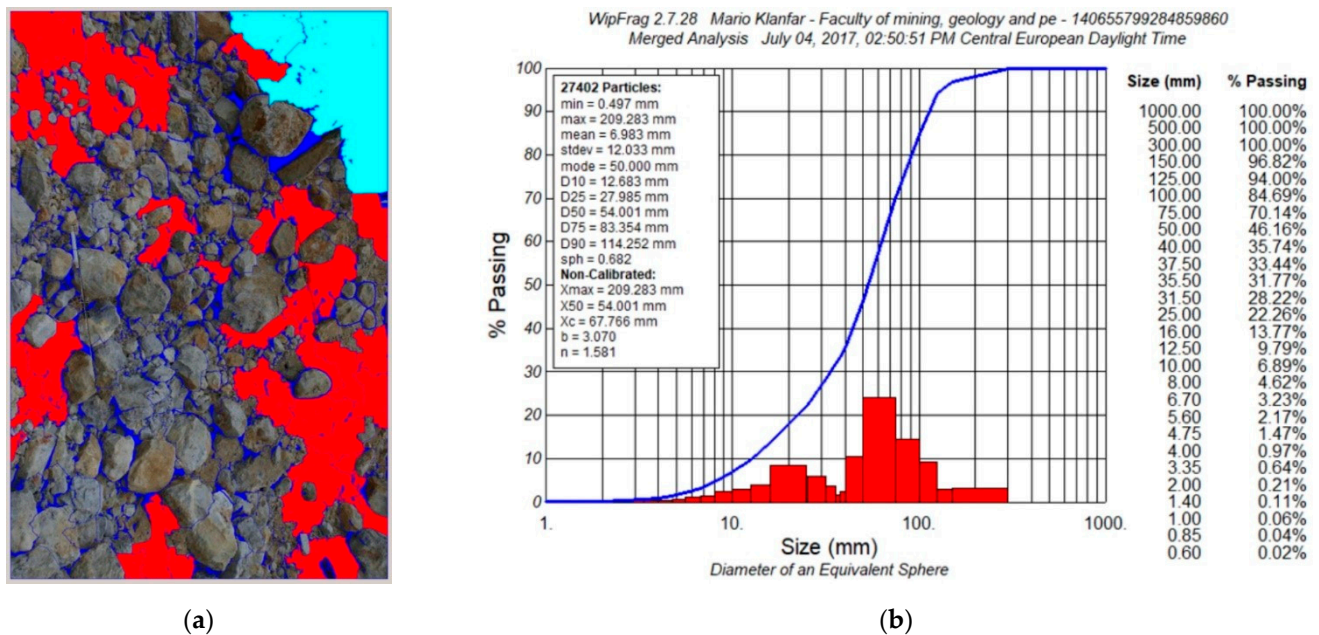 WipFrag 2.7.28 Mario Klanfar - Faculty of mining, geology and pe - 140655799284859860
Merged Analysis July 04, 2017, 02:50:51 PM Central European Daylight Time
27402 Particles:
min = 0.497 mm
max = 209.283 mm
mean = 6.983 mm
stdev = 12.033 mm
mode = 50.000 mm
D10 = 12.683 mm
D25 = 27.985 mm
D50 = 54.001 mm
D75 = 83.354 mm
D90 = 114.252 mm
sph = 0.682
Non-Calibrated:
Xmax = 209.283 mm
X50 = 54.001 mm
Xc = 67.766 mm
b = 3.070
n = 1.581
% Passing
100
90
80
70
60
50
40
30
20
10
0
1.
10.
100.
1000.
Size (mm)
Diameter of an Equivalent Sphere
Size (mm) % Passing
1000.00 100.00%
500.00 100.00%
300.00 100.00%
150.00 96.82%
125.00 94.00%
100.00 84.69%
75.00 70.14%
50.00 46.16%
40.00 35.74%
37.50 33.44%
35.50 31.77%
31.50 28.22%
25.00 22.26%
16.00 13.77%
12.50 9.79%
10.00 6.89%
8.00 4.62%
6.70 3.23%
5.60 2.17%
4.75 1.47%
4.00 0.97%
3.35 0.64%
2.00 0.21%
1.40 0.11%
1.00 0.06%
0.85 0.04%
0.60 0.02%
(a)
(b)